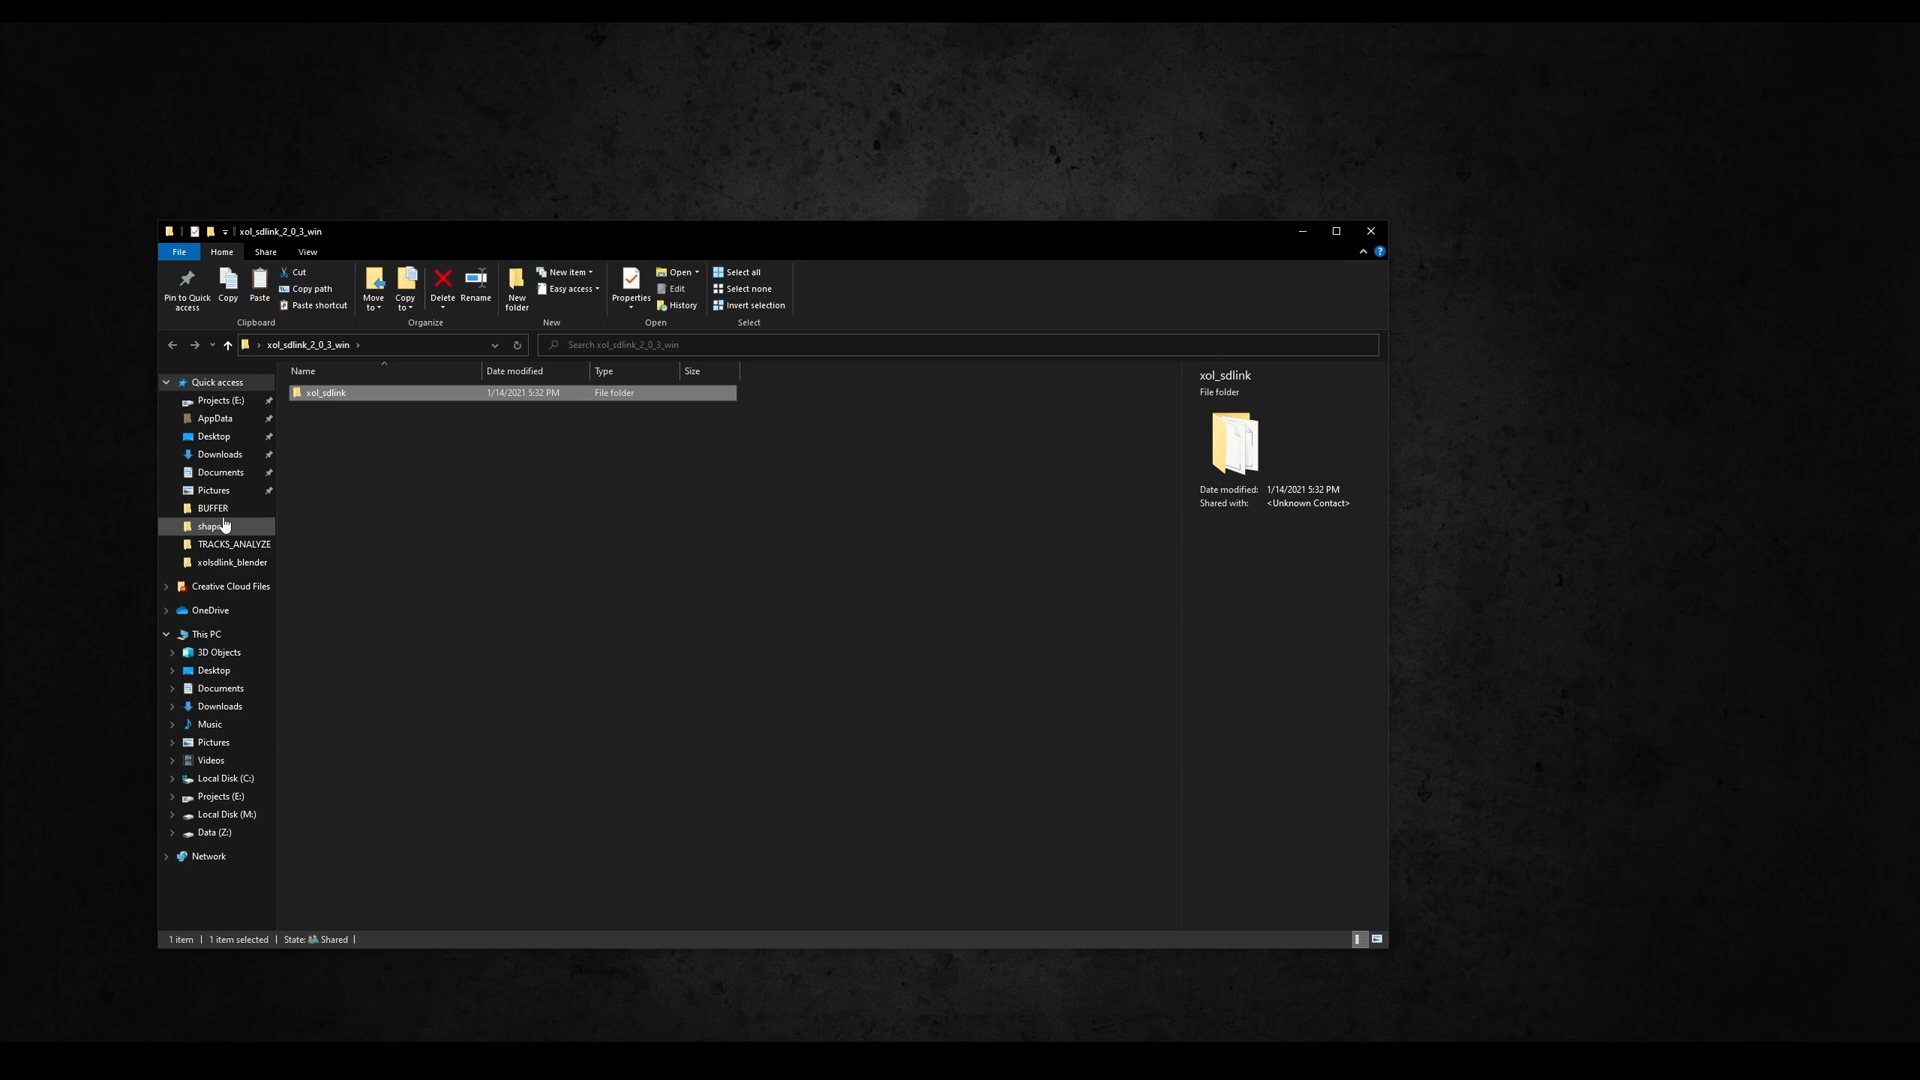 xol_sdlink_2_0_3_win
File Home Share View
Pin to Quick access
Copy
Paste
Cut
Copy path
Paste shortcut
Clipboard
Move to
Copy to
Delete
Rename
Organize
New folder
New item
Easy access
New
Properties
Open
Edit
History
Open
Select all
Select none
Invert selection
Select
xol_sdlink_2_0_3_win
Search xol_sdlink_2_0_3_win
Name Date modified Type Size
xol_sdlink 1/14/2021 5:32 PM File folder
Quick access
Projects (E:)
AppData
Desktop
Downloads
Documents
Pictures
BUFFER
TRACKS_ANALYZE
xolsdlink_blender
Creative Cloud Files
OneDrive
This PC
3D Objects
Desktop
Documents
Downloads
Music
Pictures
Videos
Local Disk (C:)
Projects (E:)
Local Disk (M:)
Data (Z:)
Network
xol_sdlink
File folder
Date modified: 1/14/2021 5:32 PM
Shared with: <Unknown Contact>
1 item 1 item selected State: Shared